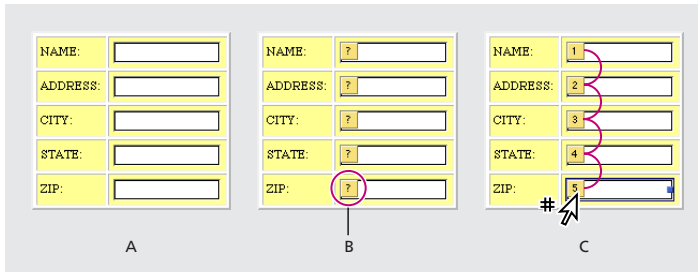 NAME:
ADDRESS:
CITY:
STATE:
ZIP:
A
NAME: ?
ADDRESS: ?
CITY: ?
STATE: ?
ZIP: ?
B
NAME: 1
ADDRESS: 2
CITY: 3
STATE: 4
ZIP: 5
#
C